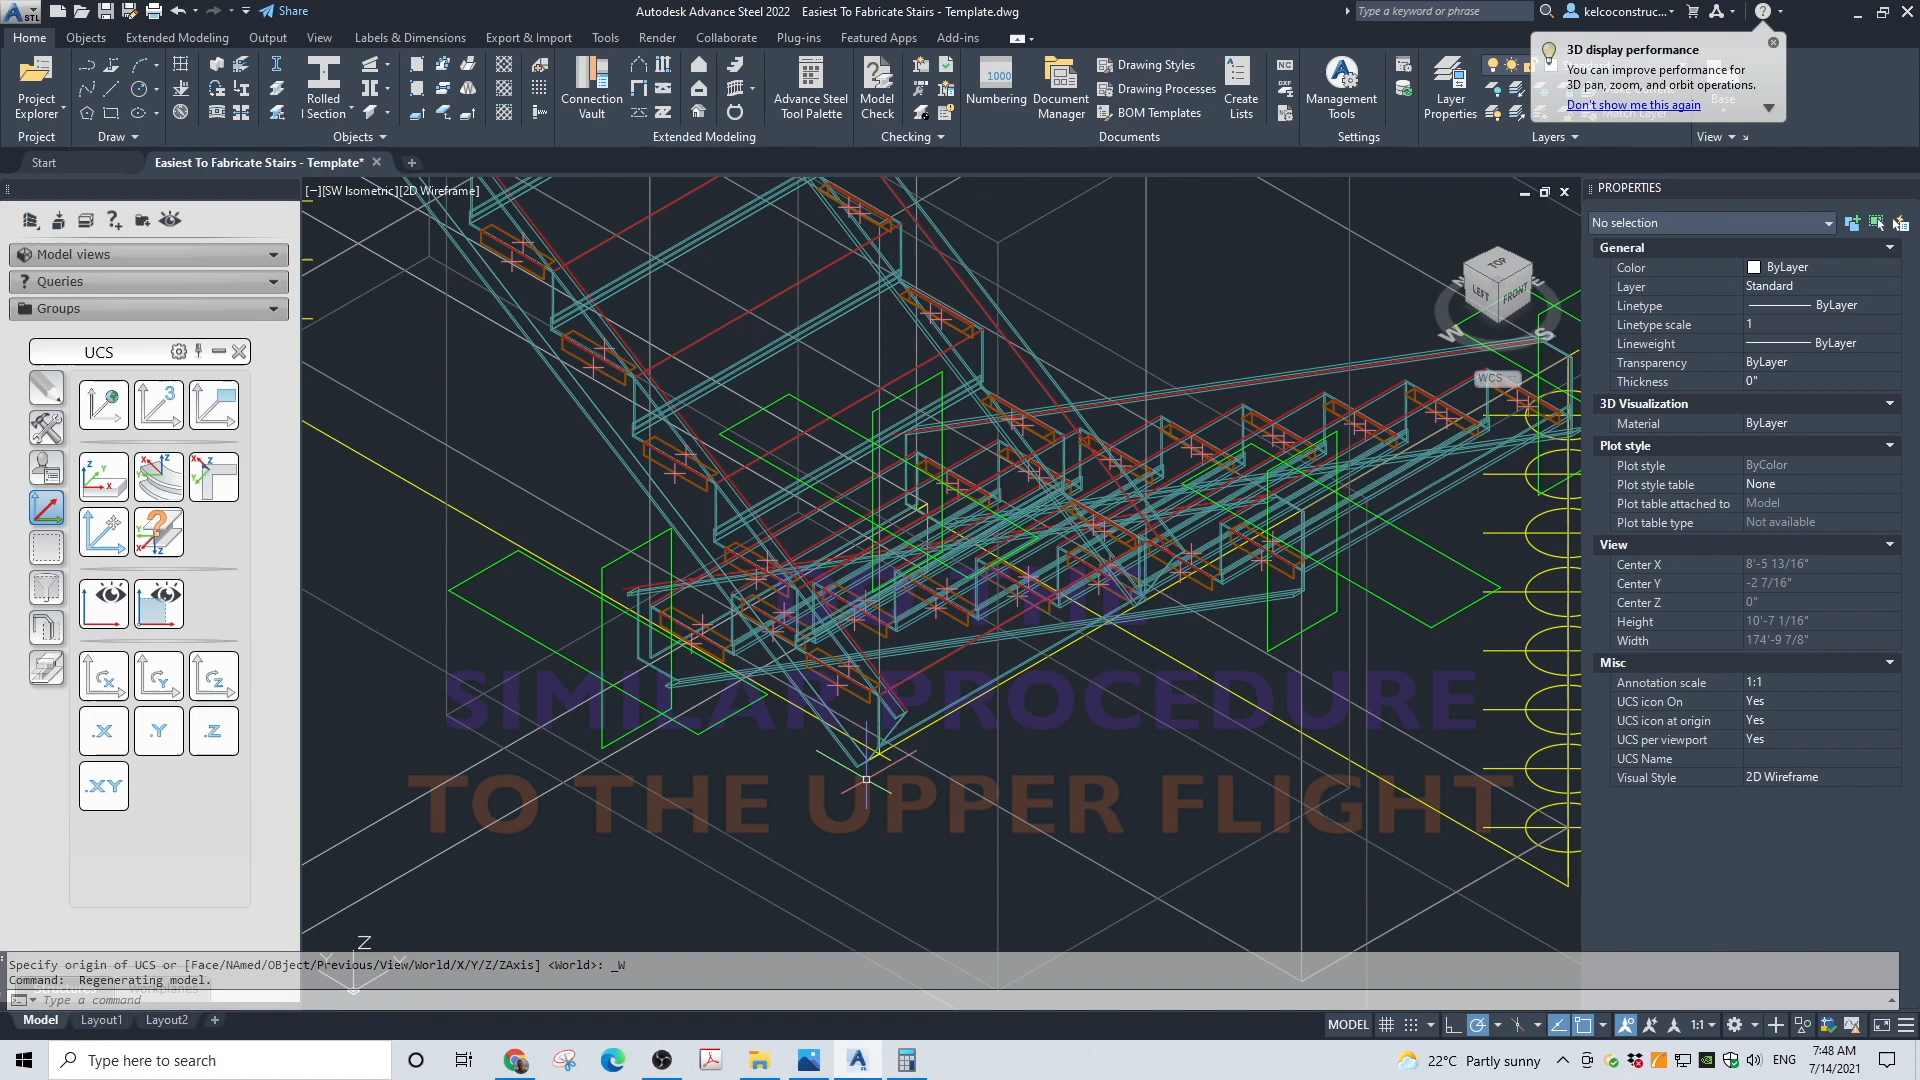 Share
Autodesk Advance Steel 2022 Easiest To Fabricate Stairs - Template.dwg
Type a keyword or phrase
kelcoconstruc...
Home Objects Extended Modeling Output View Labels & Dimensions Export & Import Tools Render Collaborate Plug-ins Featured Apps Add-ins
Project Explorer
Rolled I Section
Connection Vault
Advance Steel Tool Palette
Model Check
1000
Numbering
Document Manager
Drawing Styles
Drawing Processes
BOM Templates
Create Lists
Management Tools
Layer Properties
3D display performance
You can improve performance for
3D pan, zoom, and orbit operations.
Don't show me this again
Project Draw Objects Extended Modeling Checking Documents Settings Layers View
Start
Easiest To Fabricate Stairs - Template*
[−][SW Isometric][2D Wireframe]
Model views
Queries
Groups
UCS
TOP
LEFT
FRONT
W
S
WCS
SIMILAR PROCEDURE
TO THE UPPER FLIGHT
PROPERTIES
No selection
General
Color ByLayer
Layer Standard
Linetype ByLayer
Linetype scale 1
Lineweight ByLayer
Transparency ByLayer
Thickness 0"
3D Visualization
Material ByLayer
Plot style
Plot style ByColor
Plot style table None
Plot table attached to Model
Plot table type Not available
View
Center X 8'-5 13/16"
Center Y -2 7/16"
Center Z 0"
Height 10'-7 1/16"
Width 174'-9 7/8"
Misc
Annotation scale 1:1
UCS icon On Yes
UCS icon at origin Yes
UCS per viewport Yes
UCS Name
Visual Style 2D Wireframe
Z
Specify origin of UCS or [Face/NAmed/OBject/Previous/View/World/X/Y/Z/ZAxis] <World>: _W
Command: Regenerating model.
Type a command
Model Layout1 Layout2
MODEL
1:1
Type here to search
22°C Partly sunny
ENG
7:48 AM
7/14/2021